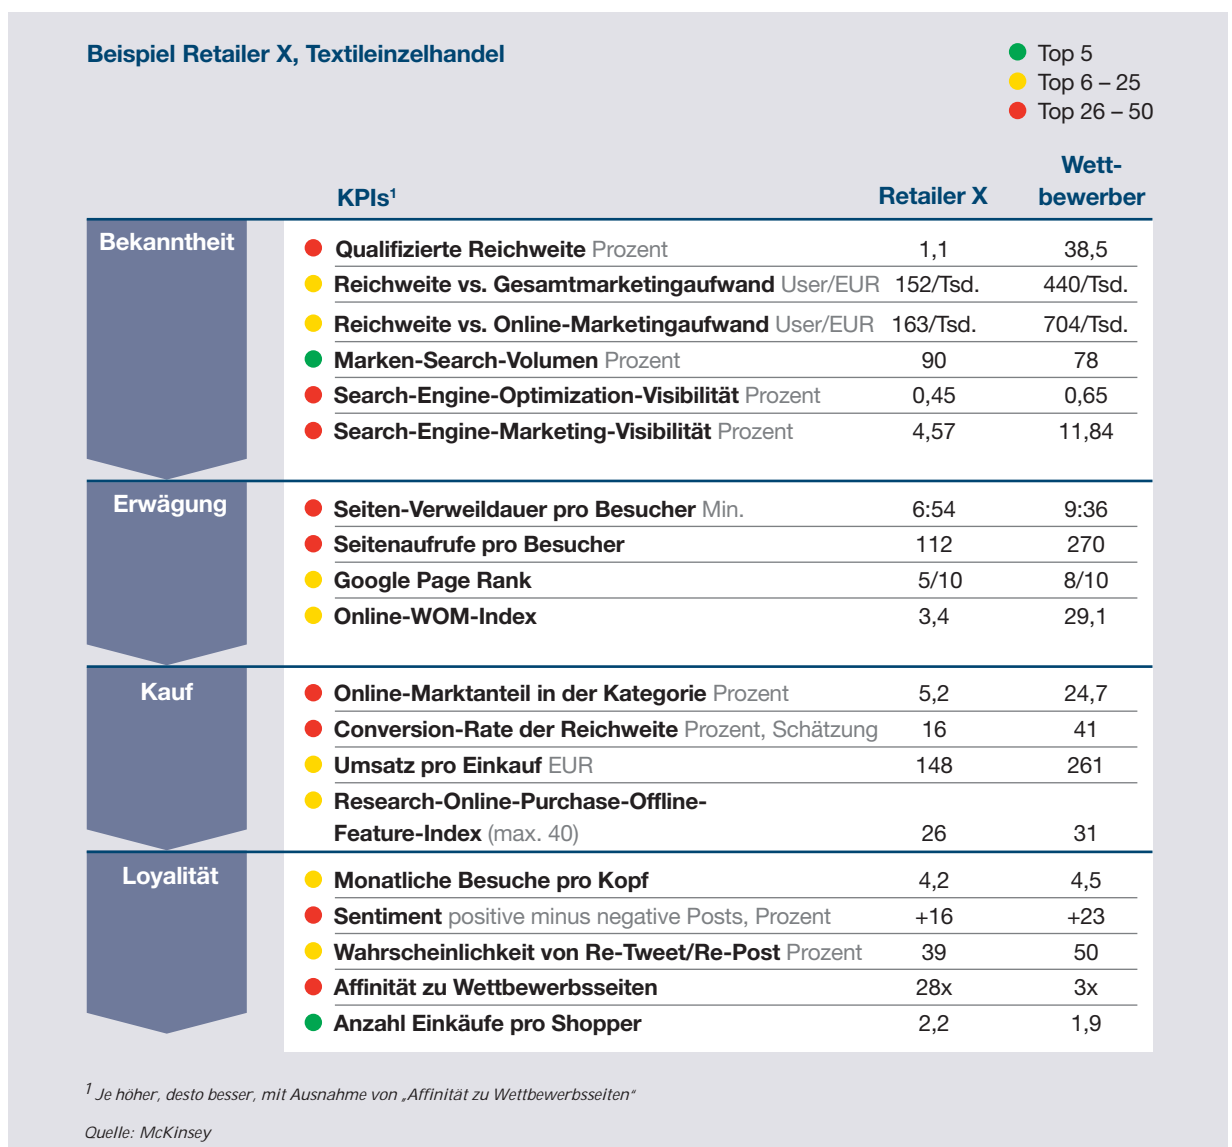 Beispiel Retailer X, Textileinzelhandel
Top 5
Top 6 – 25
Top 26 – 50
KPIs1 Retailer X Wett-
bewerber
Bekanntheit
Qualifizierte Reichweite Prozent 1,1 38,5
Reichweite vs. Gesamtmarketingaufwand User/EUR 152/Tsd. 440/Tsd.
Reichweite vs. Online-Marketingaufwand User/EUR 163/Tsd. 704/Tsd.
Marken-Search-Volumen Prozent 90 78
Search-Engine-Optimization-Visibilität Prozent 0,45 0,65
Search-Engine-Marketing-Visibilität Prozent 4,57 11,84
Erwägung
Seiten-Verweildauer pro Besucher Min. 6:54 9:36
Seitenaufrufe pro Besucher 112 270
Google Page Rank 5/10 8/10
Online-WOM-Index 3,4 29,1
Kauf
Online-Marktanteil in der Kategorie Prozent 5,2 24,7
Conversion-Rate der Reichweite Prozent, Schätzung 16 41
Umsatz pro Einkauf EUR 148 261
Research-Online-Purchase-Offline-
Feature-Index (max. 40) 26 31
Loyalität
Monatliche Besuche pro Kopf 4,2 4,5
Sentiment positive minus negative Posts, Prozent +16 +23
Wahrscheinlichkeit von Re-Tweet/Re-Post Prozent 39 50
Affinität zu Wettbewerbsseiten 28x 3x
Anzahl Einkäufe pro Shopper 2,2 1,9
1 Je höher, desto besser, mit Ausnahme von „Affinität zu Wettbewerbsseiten“
Quelle: McKinsey